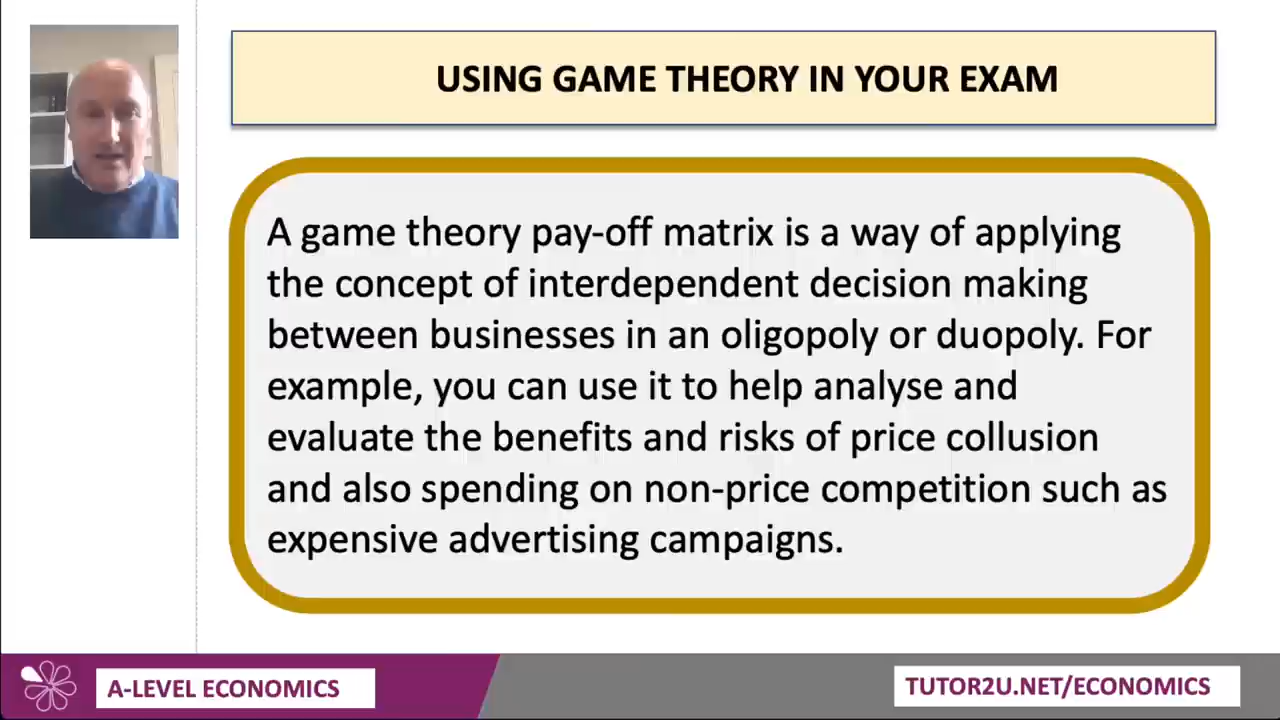 USING GAME THEORY IN YOUR EXAM
A game theory pay-off matrix is a way of applying
the concept of interdependent decision making
between businesses in an oligopoly or duopoly. For
example, you can use it to help analyse and
evaluate the benefits and risks of price collusion
and also spending on non-price competition such as
expensive advertising campaigns.
A-LEVEL ECONOMICS
TUTOR2U.NET/ECONOMICS